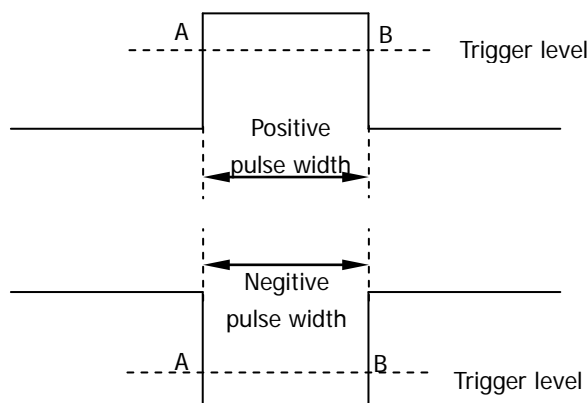 A
B
Trigger level
Positive
pulse width
Negitive
pulse width
A
B
Trigger level